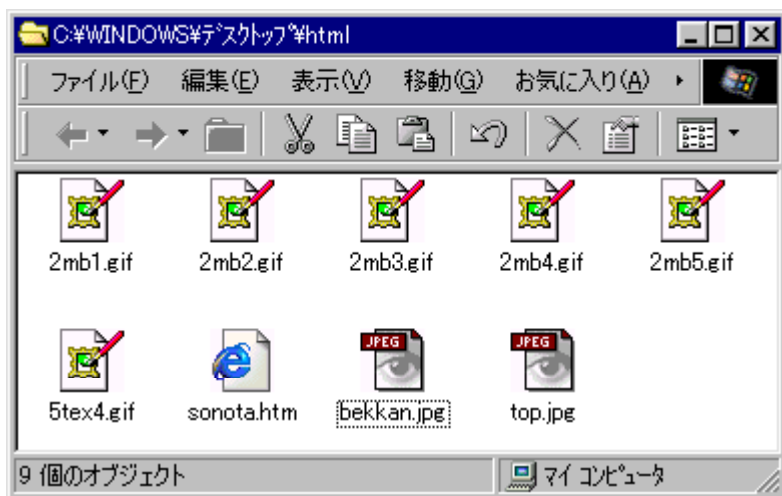 C:¥WINDOWS¥ﾃﾞｽｸﾄｯﾌﾟ¥html
ファイル(F) 編集(E) 表示(V) 移動(G) お気に入り(A)
2mb1.gif 2mb2.gif 2mb3.gif 2mb4.gif 2mb5.gif
JPEG JPEG
5tex4.gif sonota.htm bekkan.jpg top.jpg
9 個のオブジェクト ﾏｲ ｺﾝﾋﾟｭｰﾀ